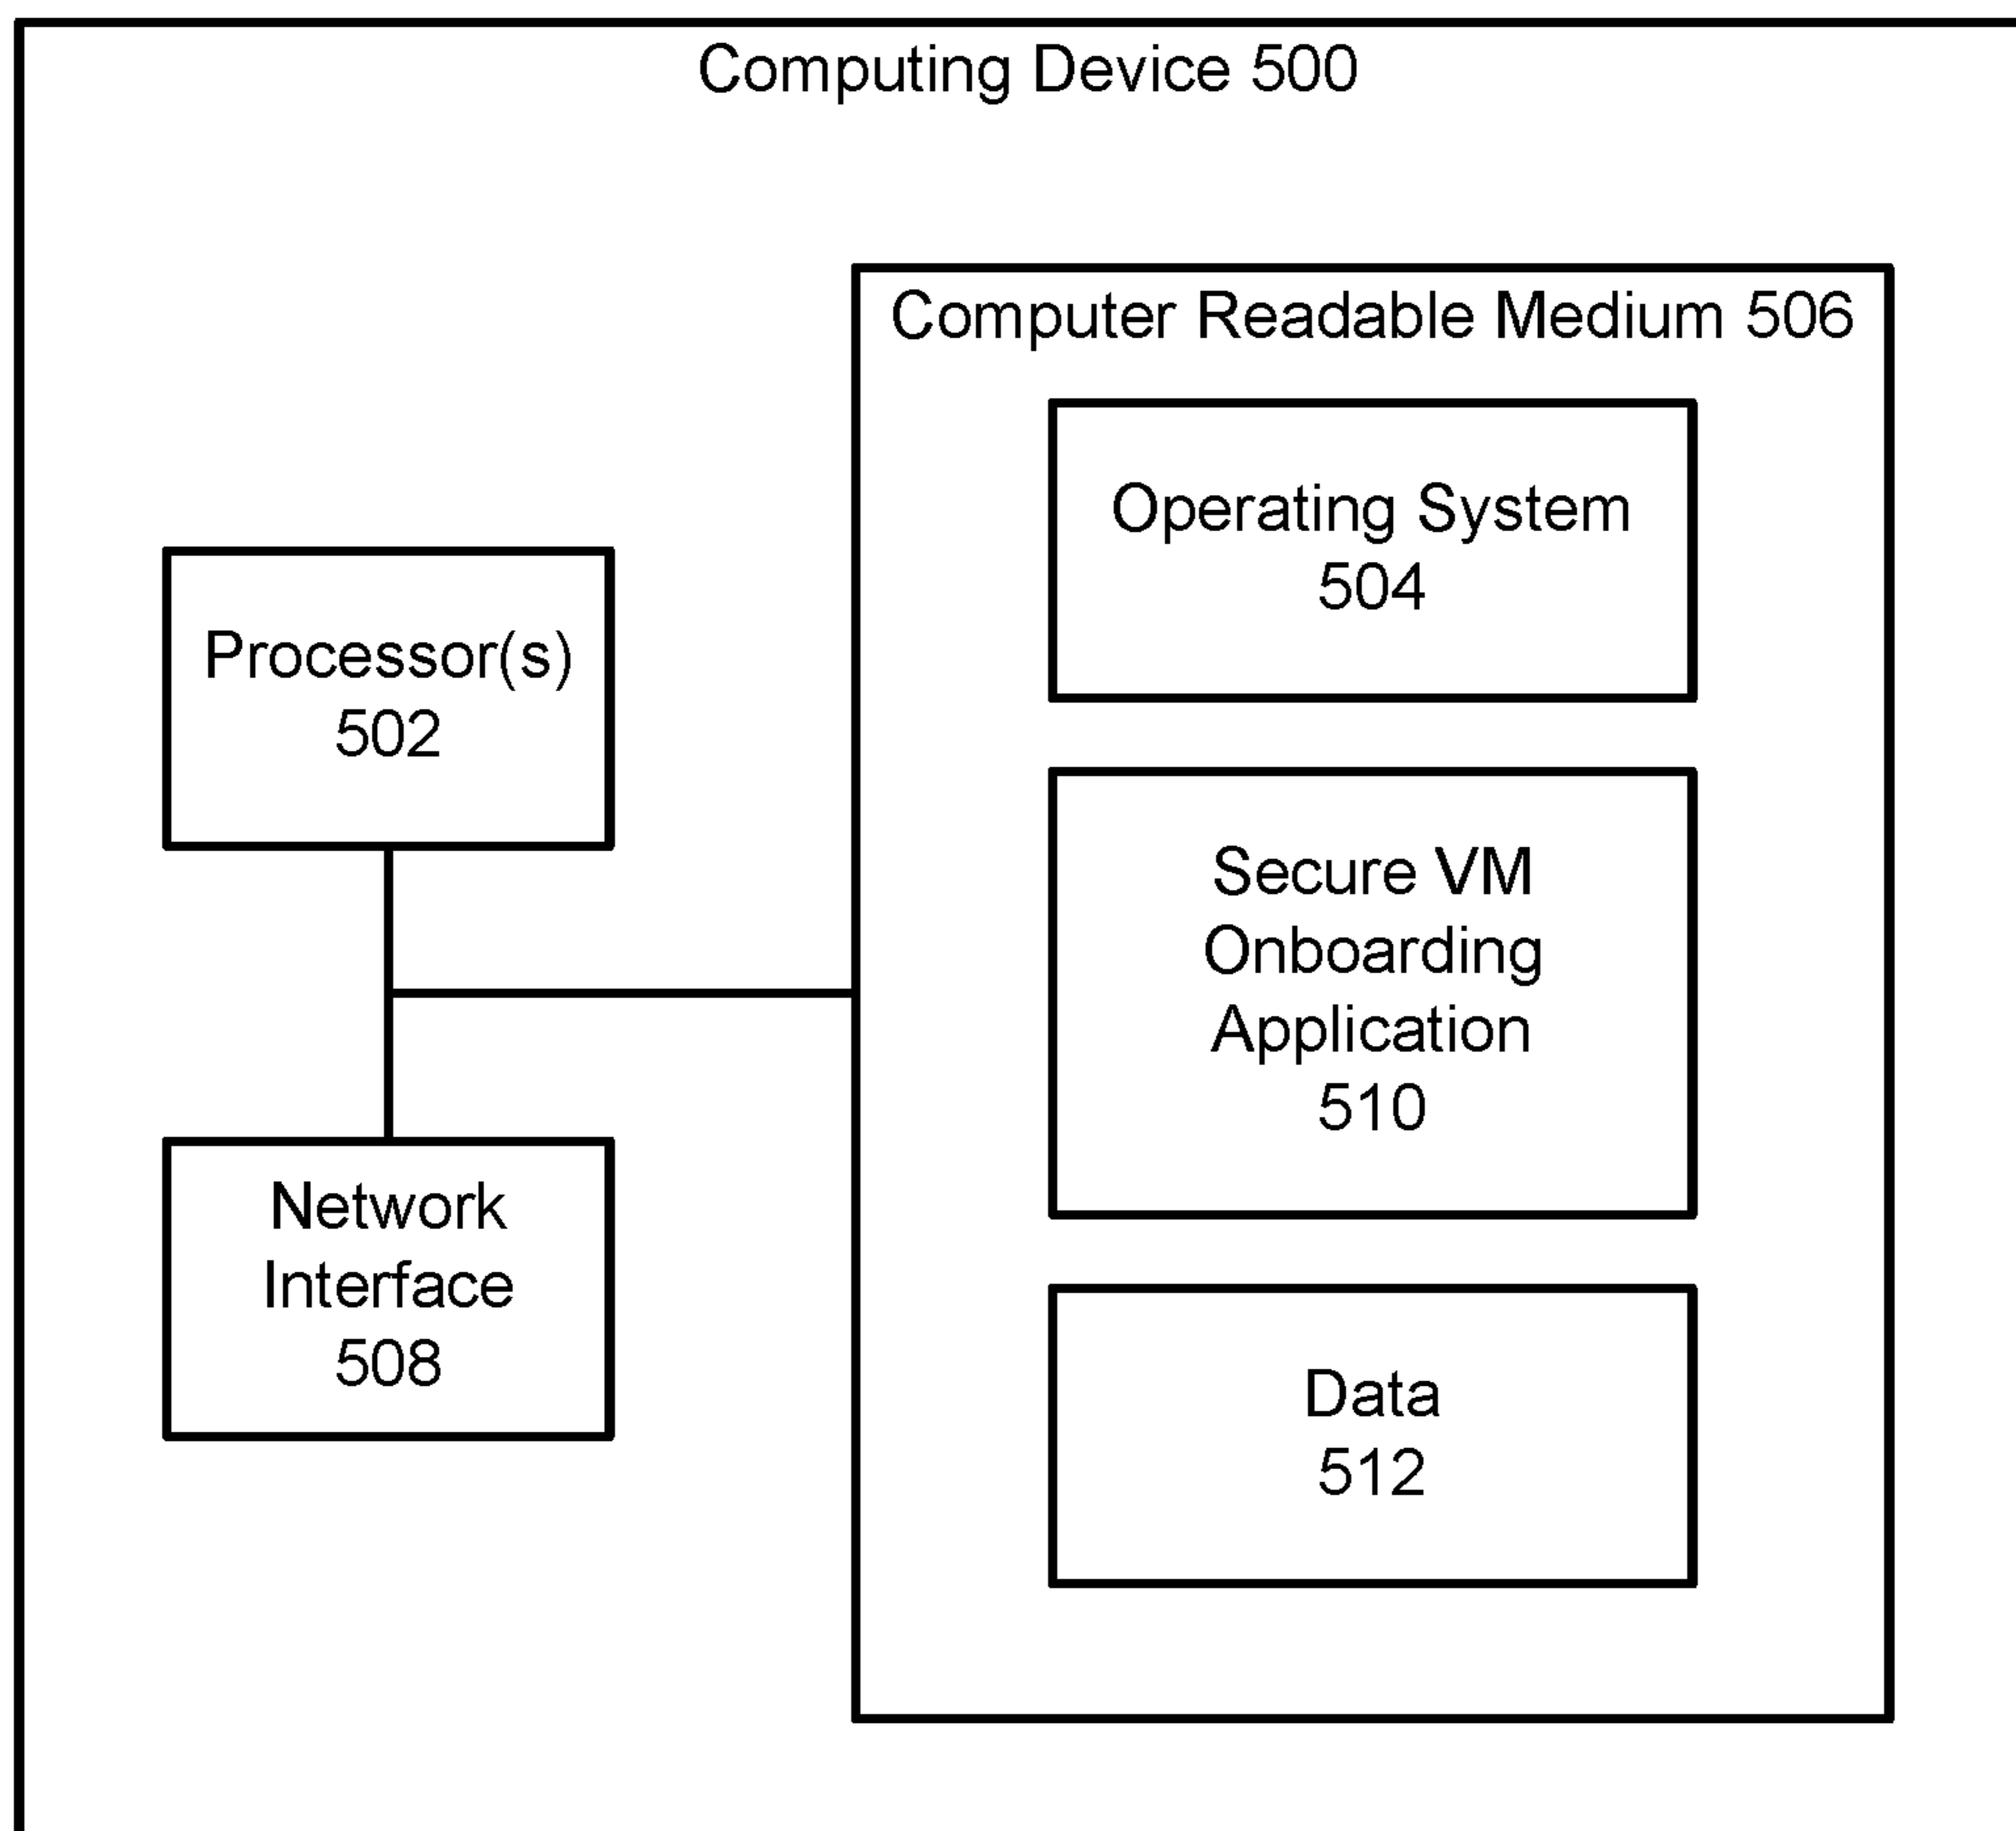 Computing Device 500
Computer Readable Medium 506
Operating System
504
Processor(s)
502
Secure VM
Onboarding
Application
510
Network
Interface
508
Data
512